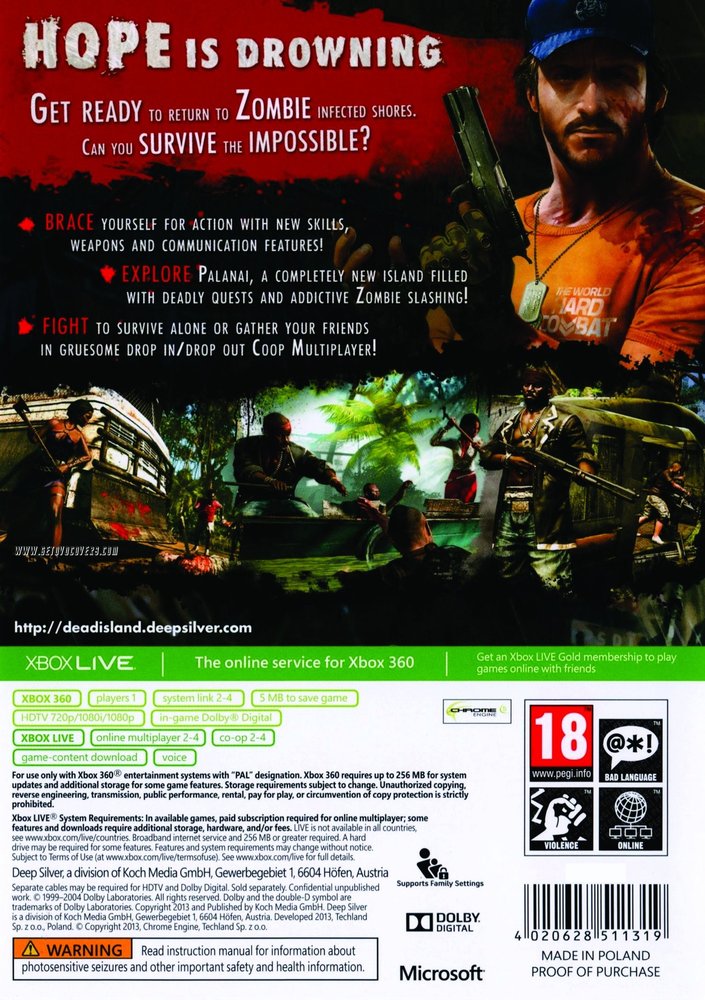 HOPE IS DROWNING
GET READY TO RETURN TO ZOMBIE INFECTED SHORES.
CAN YOU SURVIVE THE IMPOSSIBLE?
BRACE YOURSELF FOR ACTION WITH NEW SKILLS,
WEAPONS AND COMMUNICATION FEATURES!
EXPLORE PALANAI, A COMPLETELY NEW ISLAND FILLED
WITH DEADLY QUESTS AND ADDICTIVE ZOMBIE SLASHING!
FIGHT TO SURVIVE ALONE OR GATHER YOUR FRIENDS
IN GRUESOME DROP IN/DROP OUT COOP MULTIPLAYER!
THE WORLD
HARD
COMBAT
WWW.GETDVDCOVERS.COM
http://deadisland.deepsilver.com
XBOX LIVE
The online service for Xbox 360
Get an Xbox LIVE Gold membership to play
games online with friends
XBOX 360 players 1 system link 2-4 5 MB to save game
HDTV 720p/1080i/1080p in-game Dolby® Digital
XBOX LIVE online multiplayer 2-4 co-op 2-4
game-content download voice
CHROME
ENGINE
For use only with Xbox 360® entertainment systems with "PAL" designation. Xbox 360 requires up to 256 MB for system
updates and additional storage for some game features. Storage requirements subject to change. Unauthorized copying,
reverse engineering, transmission, public performance, rental, pay for play, or circumvention of copy protection is strictly
prohibited.
Xbox LIVE® System Requirements: In available games, paid subscription required for online multiplayer; some
features and downloads require additional storage, hardware, and/or fees. LIVE is not available in all countries,
see www.xbox.com/live/countries. Broadband internet service and 256 MB or greater required. A hard
drive may be required for some features. Features and system requirements may change without notice.
Subject to Terms of Use (at www.xbox.com/live/termsofuse). See www.xbox.com/live for full details.
Deep Silver, a division of Koch Media GmbH, Gewerbegebiet 1, 6604 Höfen, Austria
Separate cables may be required for HDTV and Dolby Digital. Sold separately. Confidential unpublished
work. © 1999–2004 Dolby Laboratories. All rights reserved. Dolby and the double-D symbol are
trademarks of Dolby Laboratories. Copyright 2013 and Published by Koch Media GmbH. Deep Silver
is a division of Koch Media GmbH, Gewerbegebiet 1, 6604 Höfen, Austria. Developed 2013, Techland
Sp. z o.o., Poland. © Copyright 2013, Chrome Engine, Techland Sp. z o.o.
WARNING Read instruction manual for information about
photosensitive seizures and other important safety and health information.
Supports Family Settings
DOLBY
DIGITAL
Microsoft
18
www.pegi.info
@*!
BAD LANGUAGE
VIOLENCE
ONLINE
4 020628 511319
MADE IN POLAND
PROOF OF PURCHASE